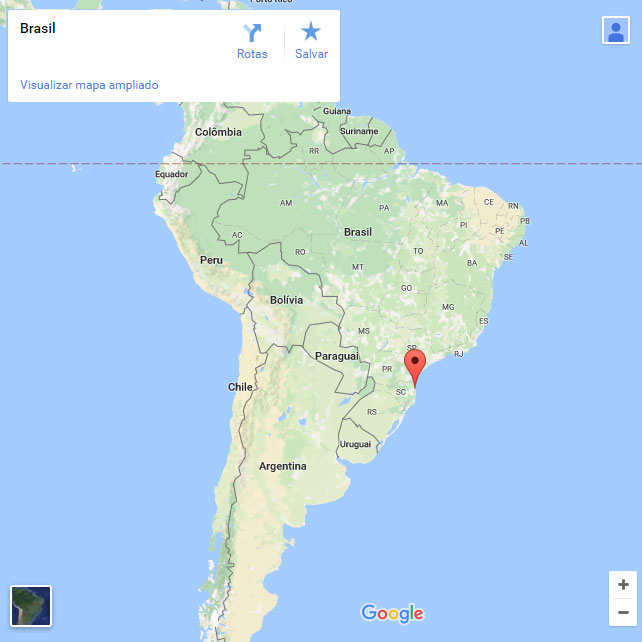 Porto Rico
Brasil
Rotas
Salvar
Visualizar mapa ampliado
Guiana
Colômbia
Suriname
RR
AP
Equador
AM
PA
MA
CE
RN
PI
PB
PE
AC
Brasil
AL
TO
SE
RO
Peru
BA
MT
GO
Bolívia
MG
ES
MS
SP
Paraguai
RJ
PR
Chile
SC
RS
Uruguai
Argentina
+
Google
−